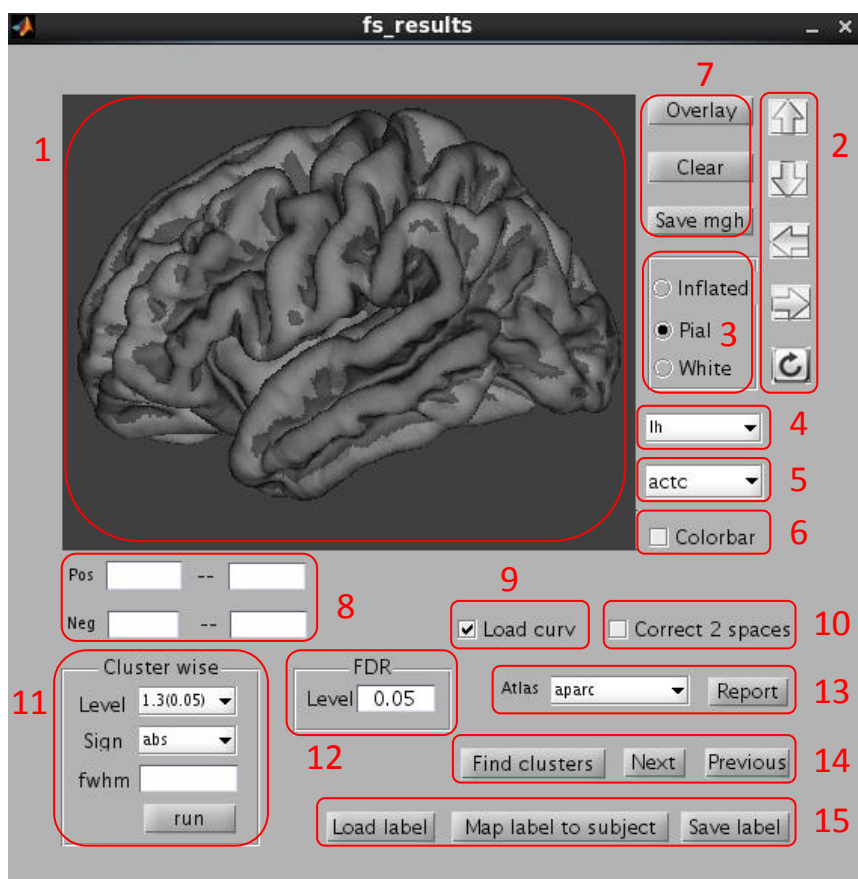 fs_results
7
Overlay
1
2
Clear
Save mgh
Inflated
Pial
3
White
lh
4
actc
5
Colorbar
6
Pos -- 
8
9
Neg --
Load curv
Correct 2 spaces
10
Cluster wise
FDR
11
Level 1.3(0.05)
Level 0.05
Atlas aparc
Report
13
Sign abs
12
Find clusters
Next
Previous
14
fwhm
run
Load label
Map label to subject
Save label
15